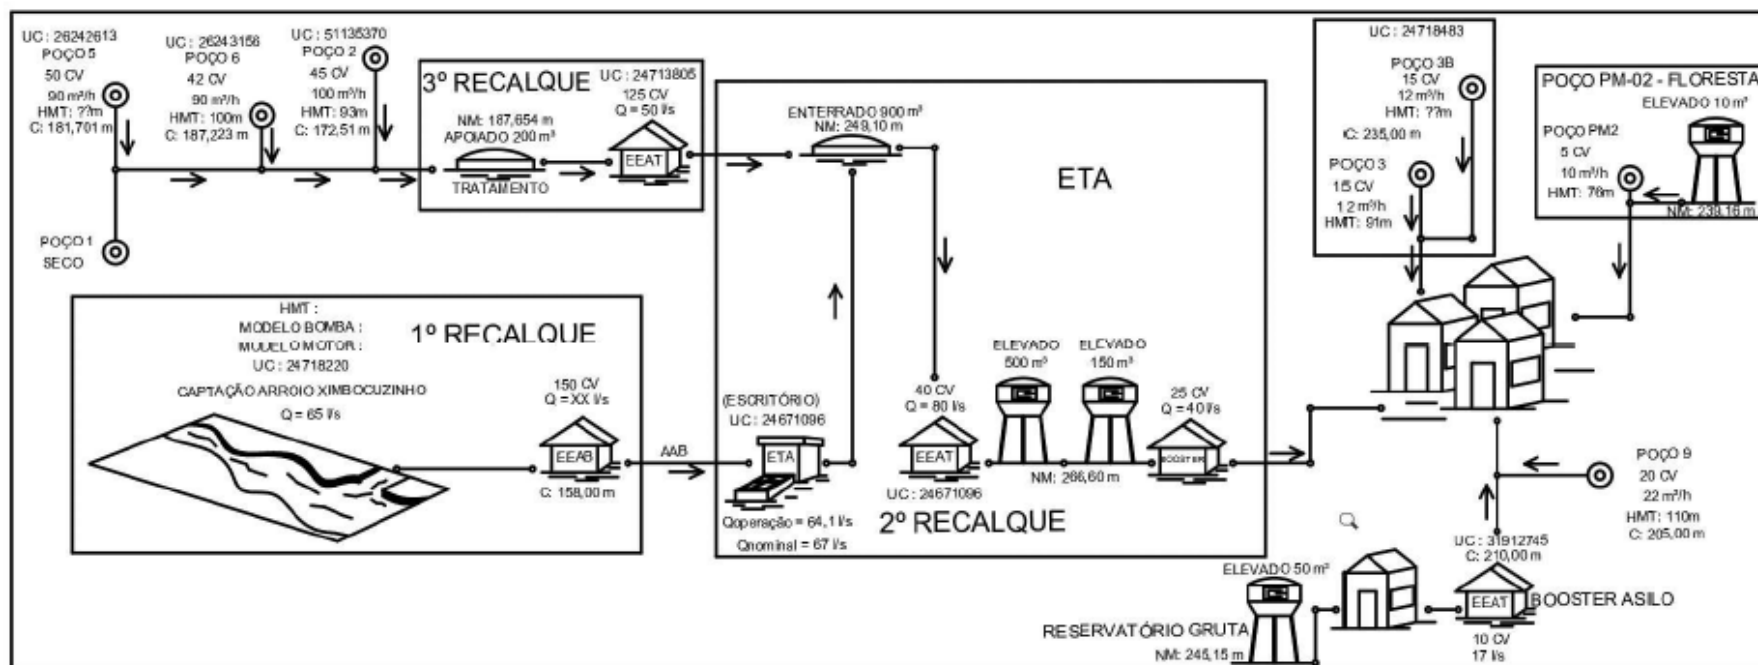 UC : 26242613
POÇO 5
50 CV
90 m³/h
HMT: ??m
C: 181,701 m
UC : 26243156
POÇO 6
42 CV
90 m³/h
HMT: 100m
C: 187,223 m
UC : 51135370
POÇO 2
45 CV
100 m³/h
HMT: 93m
C: 172,51 m
POÇO 1
SECO
3º RECALQUE
UC : 24713805
125 CV
Q = 50 l/s
NM: 187,654 m
APOIADO 200 m³
EEAT
TRATAMENTO
ENTERRADO 900 m³
NM: 249,10 m
ETA
UC : 24718483
POÇO 3B
15 CV
12 m³/h
HMT: ??m
C: 235,00 m
POÇO 3
15 CV
12 m³/h
HMT: 91m
POÇO PM-02 - FLORESTA
ELEVADO 10 m³
POÇO PM2
5 CV
10 m³/h
HMT: 76m
NM: 239,16 m
HMT :
MODELO BOMBA :
MODELO MOTOR :
UC : 24718220
1º RECALQUE
CAPTAÇÃO ARROIO XIMBOCUZINHO
Q = 65 l/s
150 CV
Q = XX l/s
EEAB
C: 158,00 m
AAB
(ESCRITÓRIO)
UC : 24671096
ETA
Qoperação = 64,1 l/s
Qnominal = 67 l/s
40 CV
Q = 80 l/s
EEAT
UC : 24671096
2º RECALQUE
ELEVADO
500 m³
ELEVADO
150 m³
NM: 266,60 m
25 CV
Q = 40 l/s
BOOSTER
POÇO 9
20 CV
22 m³/h
HMT: 110m
C: 205,00 m
UC : 31912745
C: 210,00 m
EEAT
BOOSTER ASILO
10 CV
17 l/s
ELEVADO 50 m³
RESERVATÓRIO GRUTA
NM: 245,15 m